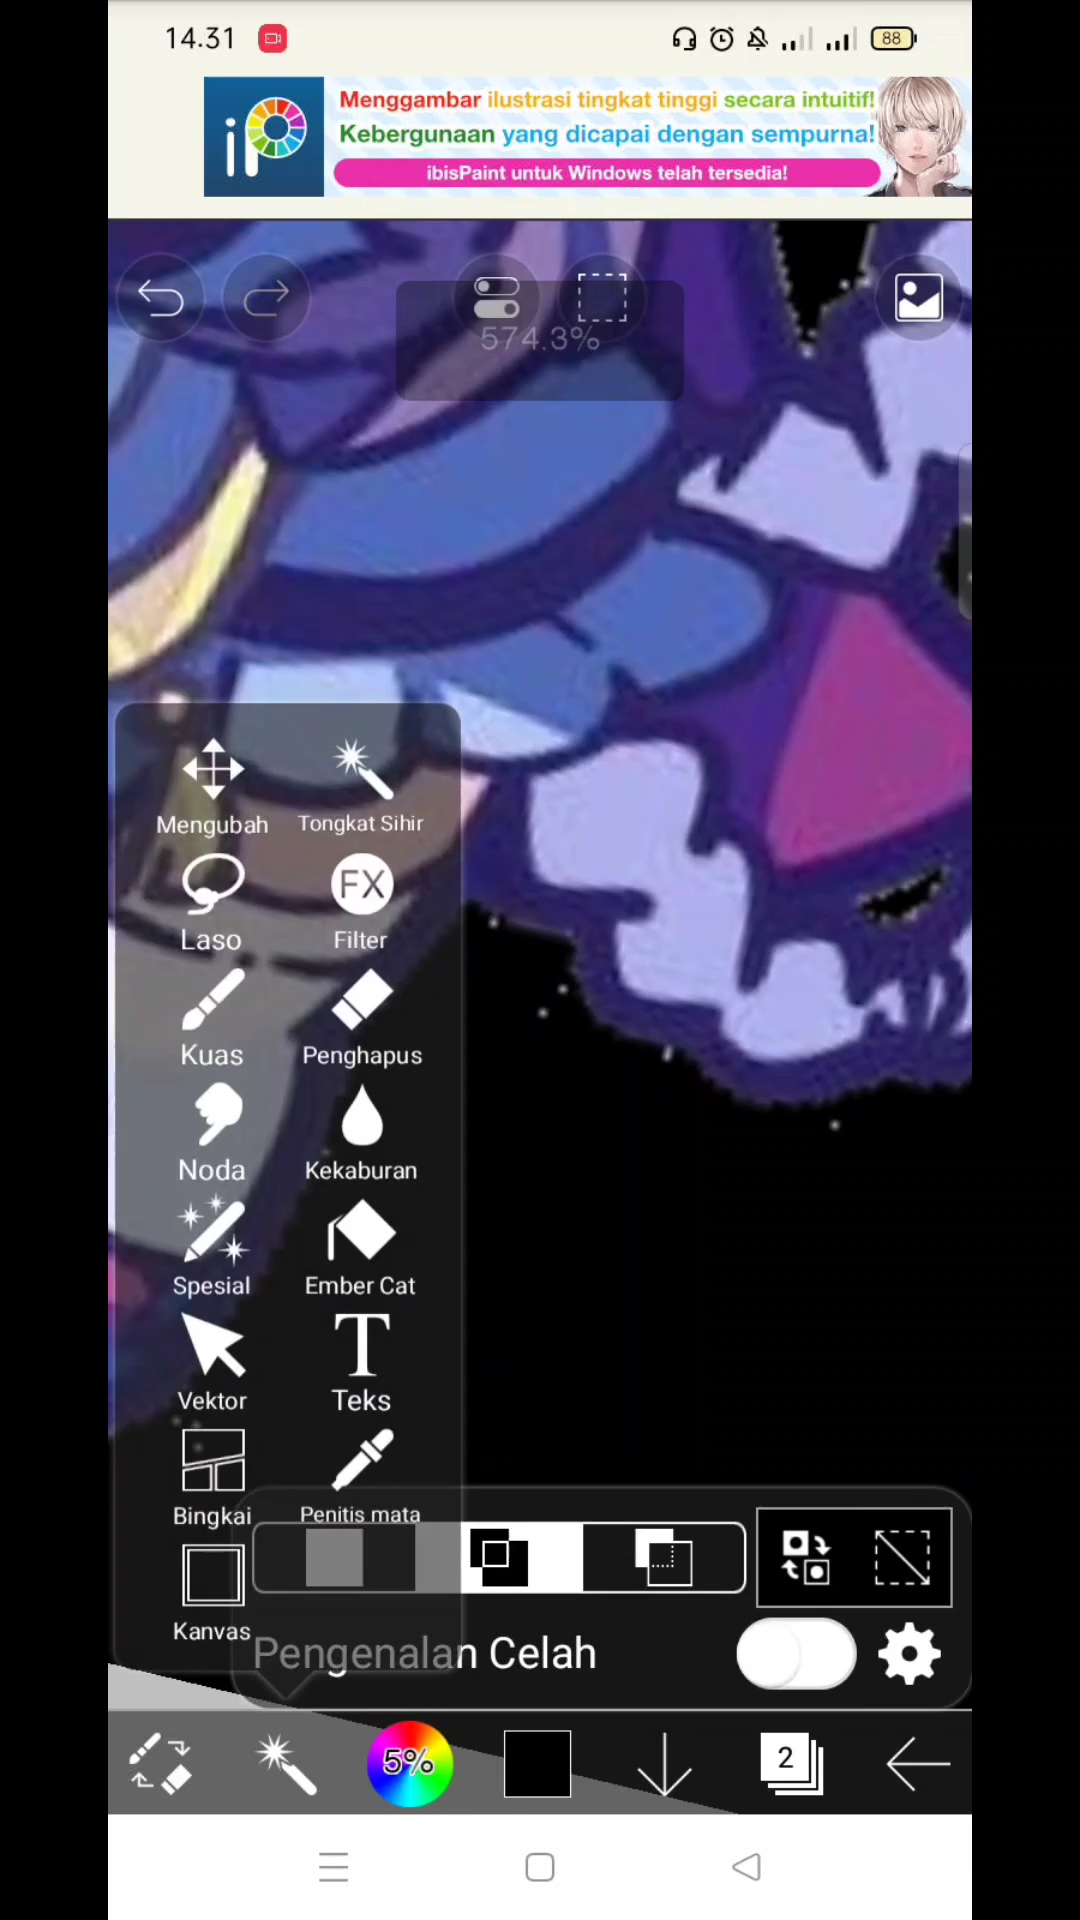 14.31
88
iP
Menggambar ilustrasi tingkat tinggi secara intuitif!
Kebergunaan yang dicapai dengan sempurna!
ibisPaint untuk Windows telah tersedia!
574.3%
Mengubah
Tongkat Sihir
Laso
FX
Filter
Kuas
Penghapus
Noda
Kekaburan
Spesial
Ember Cat
Vektor
T
Teks
Bingkai
Penitis mata
Kanvas
Pengenalan Celah
5%
2